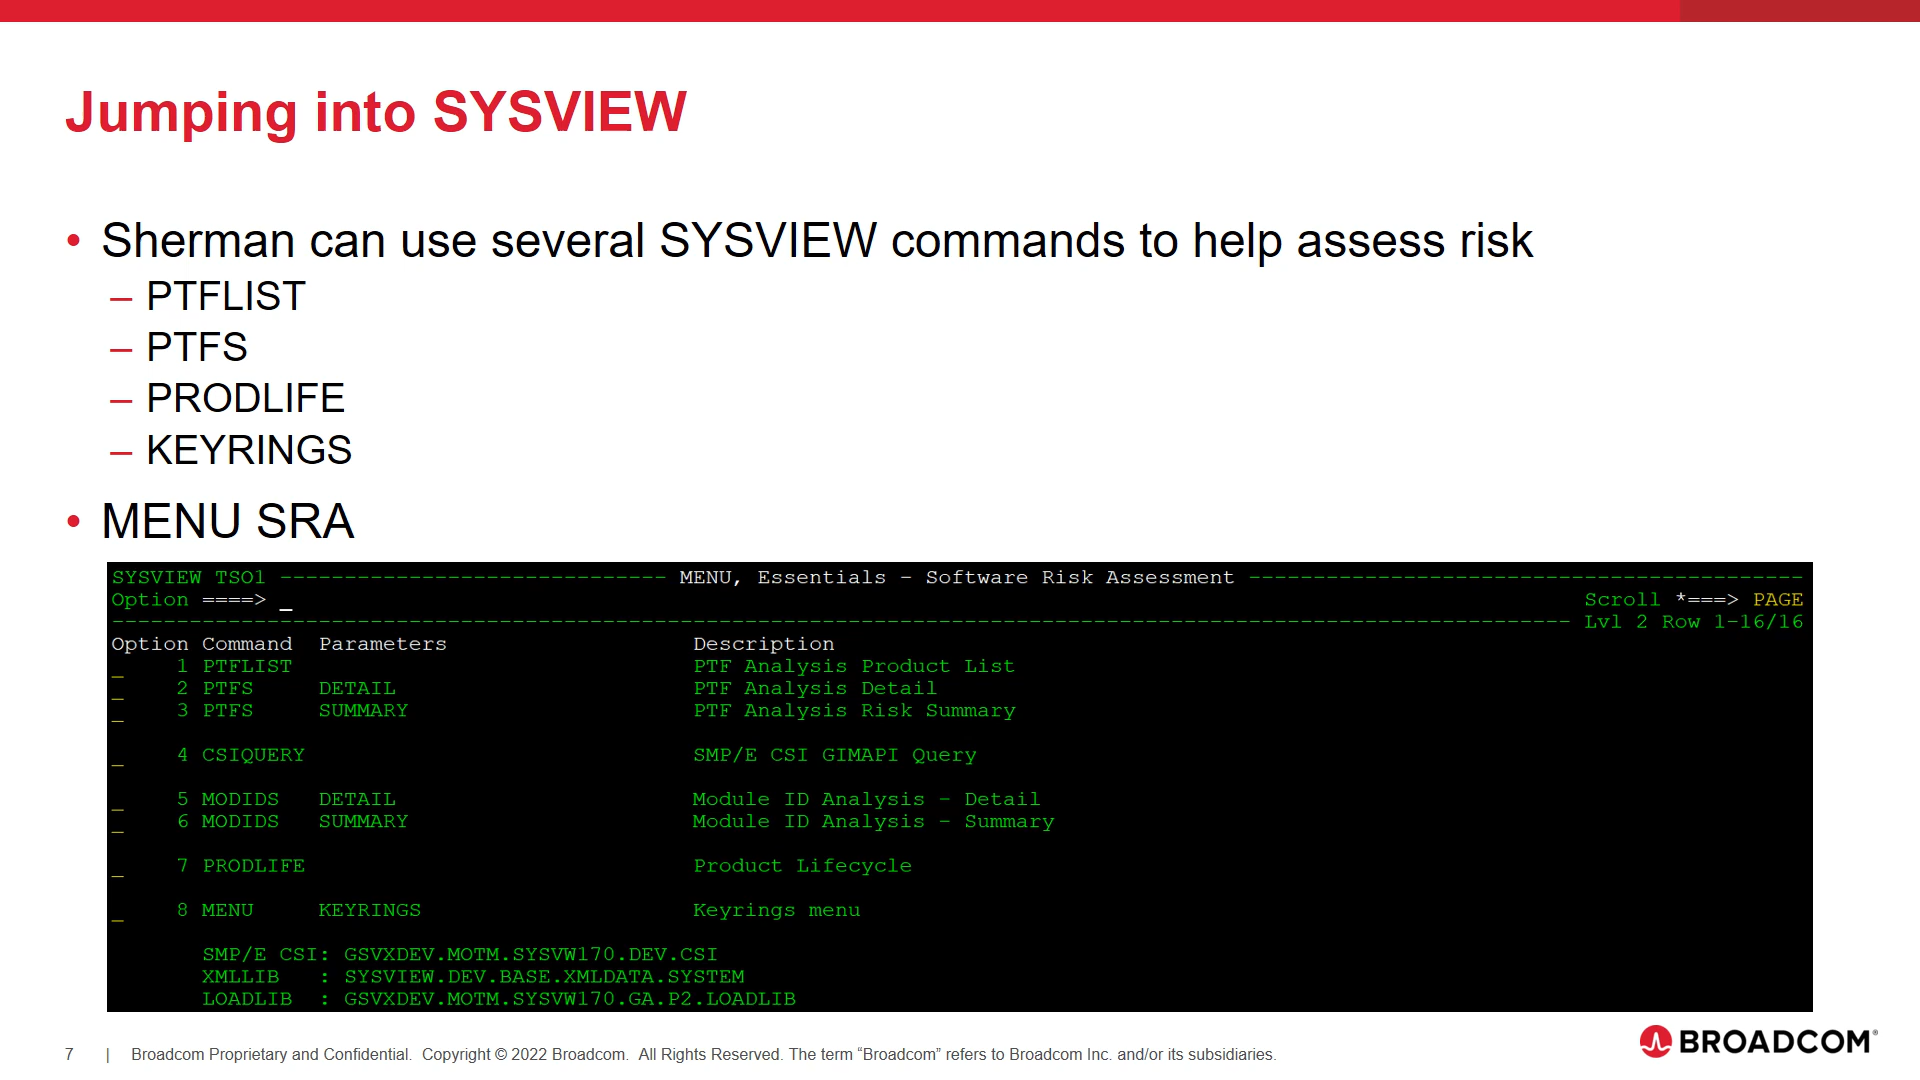 Jumping into SYSVIEW
• Sherman can use several SYSVIEW commands to help assess risk
– PTFLIST
– PTFS
– PRODLIFE
– KEYRINGS
• MENU SRA
SYSVIEW TSO1 ------------------------------ MENU, Essentials - Software Risk Assessment -------------------------------------------
Option ====> _ Scroll *===> PAGE
----------------------------------------------------------------------------------------------------------------- Lvl 2 Row 1-16/16
Option Command Parameters Description
_ 1 PTFLIST PTF Analysis Product List
_ 2 PTFS DETAIL PTF Analysis Detail
_ 3 PTFS SUMMARY PTF Analysis Risk Summary
_ 4 CSIQUERY SMP/E CSI GIMAPI Query
_ 5 MODIDS DETAIL Module ID Analysis - Detail
_ 6 MODIDS SUMMARY Module ID Analysis - Summary
_ 7 PRODLIFE Product Lifecycle
_ 8 MENU KEYRINGS Keyrings menu
SMP/E CSI: GSVXDEV.MOTM.SYSVW170.DEV.CSI
XMLLIB : SYSVIEW.DEV.BASE.XMLDATA.SYSTEM
LOADLIB : GSVXDEV.MOTM.SYSVW170.GA.P2.LOADLIB
7 | Broadcom Proprietary and Confidential. Copyright © 2022 Broadcom. All Rights Reserved. The term “Broadcom” refers to Broadcom Inc. and/or its subsidiaries.
BROADCOM®